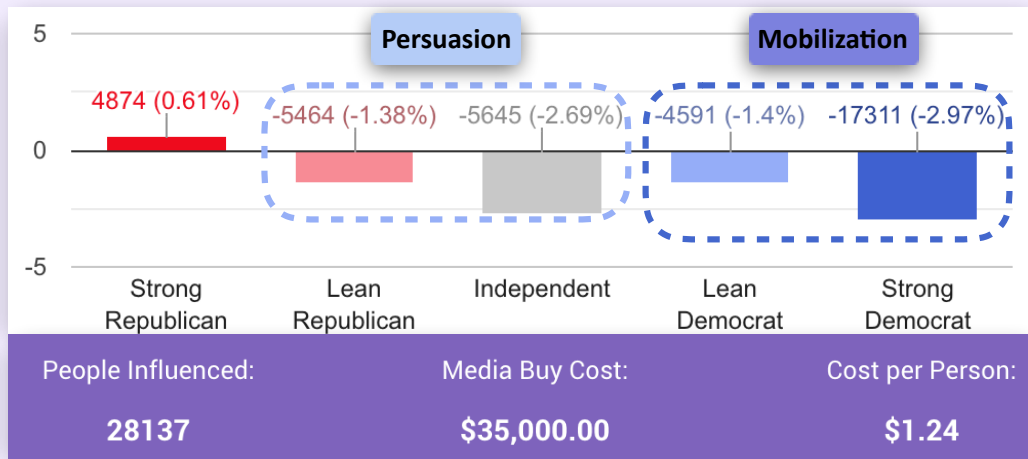 5
Persuasion
Mobilization
4874 (0.61%)
-5464 (-1.38%)
-5645 (-2.69%)
-4591 (-1.4%)
-17311 (-2.97%)
0
-5
Strong
Republican
Lean
Republican
Independent
Lean
Democrat
Strong
Democrat
People Influenced:
Media Buy Cost:
Cost per Person:
28137
$35,000.00
$1.24